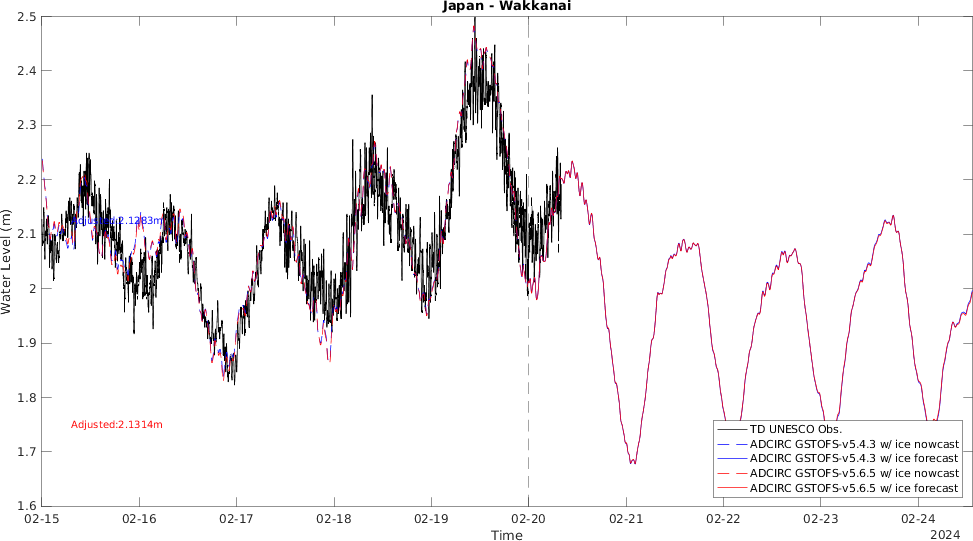 Japan - Wakkanai
2.5
2.4
2.3
2.2
2.1
2
1.9
1.8
1.7
1.6
Water Level (m)
Adjusted:2.1283m
Adjusted:2.1314m
TD UNESCO Obs.
ADCIRC GSTOFS-v5.4.3 w/ ice nowcast
ADCIRC GSTOFS-v5.4.3 w/ ice forecast
ADCIRC GSTOFS-v5.6.5 w/ ice nowcast
ADCIRC GSTOFS-v5.6.5 w/ ice forecast
02-15 02-16 02-17 02-18 02-19 02-20 02-21 02-22 02-23 02-24
Time
2024